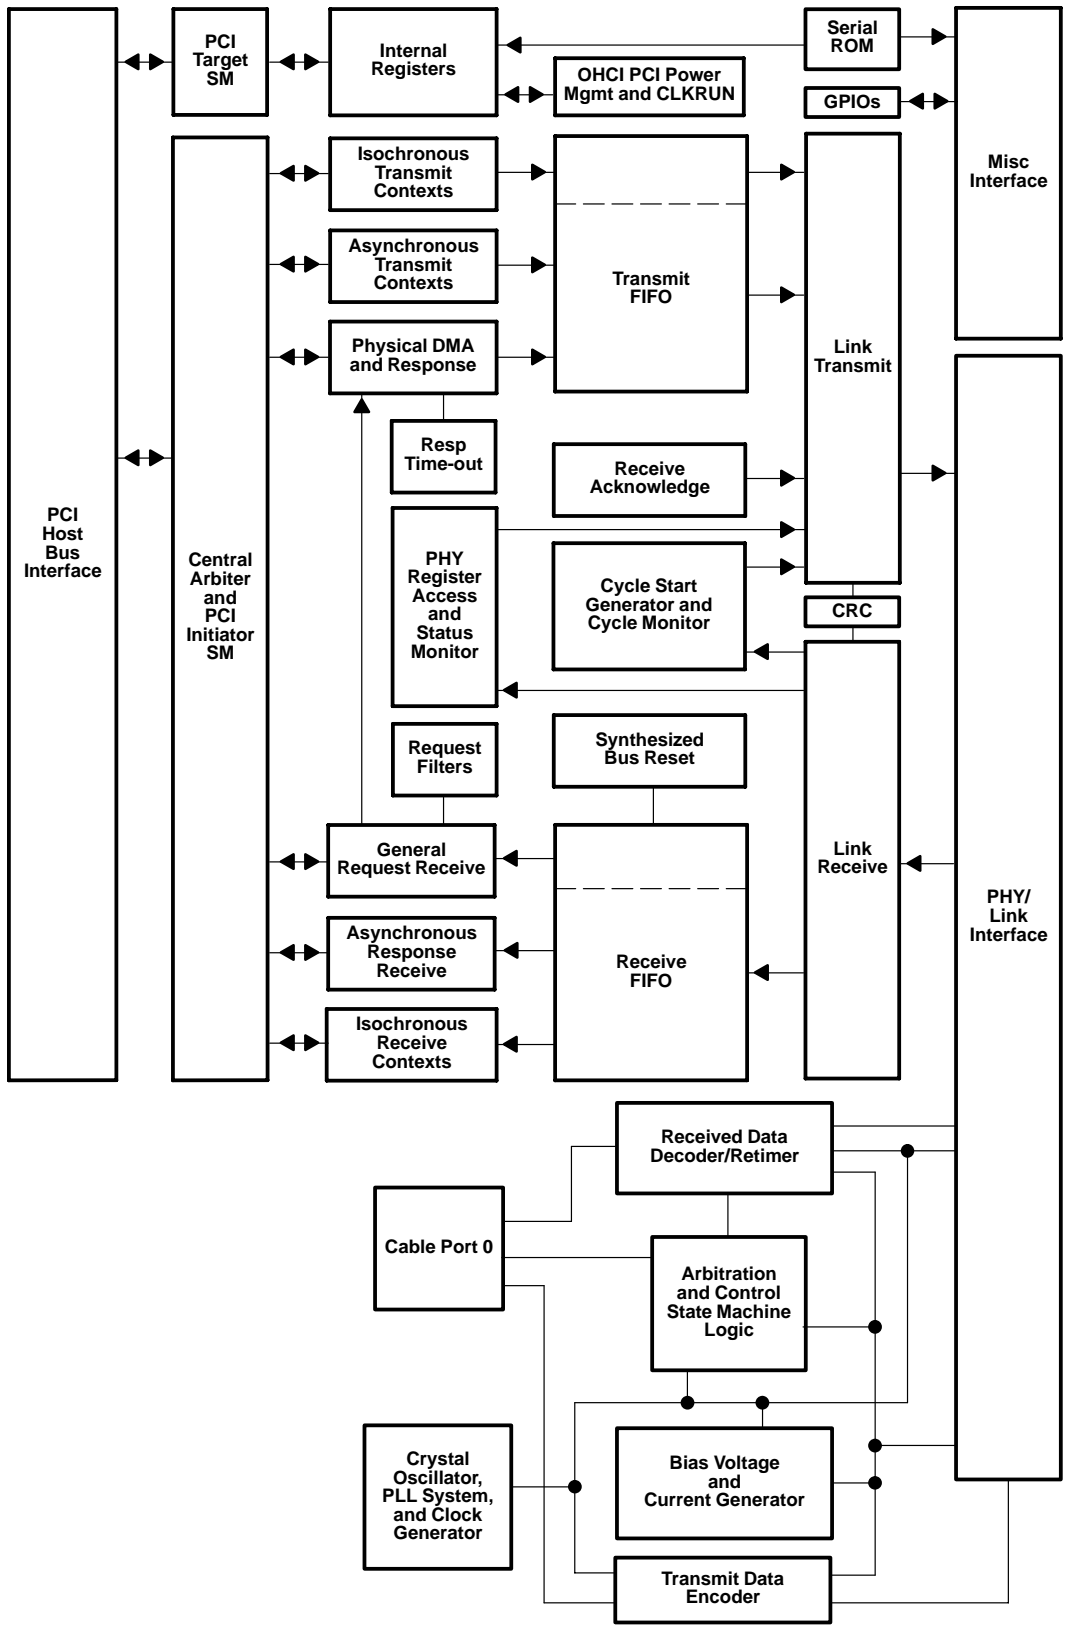 PCI
Host
Bus
Interface
PCI
Target
SM
Internal
Registers
Serial
ROM
OHCI PCI Power
Mgmt and CLKRUN
GPIOs
Misc
Interface
Central
Arbiter
and
PCI
Initiator
SM
Isochronous
Transmit
Contexts
Asynchronous
Transmit
Contexts
Physical DMA
and Response
Resp
Time-out
Transmit
FIFO
Link
Transmit
Receive
Acknowledge
PHY
Register
Access
and
Status
Monitor
Cycle Start
Generator and
Cycle Monitor
CRC
Request
Filters
Synthesized
Bus Reset
General
Request Receive
Asynchronous
Response
Receive
Isochronous
Receive
Contexts
Receive
FIFO
Link
Receive
PHY/
Link
Interface
Received Data
Decoder/Retimer
Cable Port 0
Arbitration
and Control
State Machine
Logic
Crystal
Oscillator,
PLL System,
and Clock
Generator
Bias Voltage
and
Current Generator
Transmit Data
Encoder